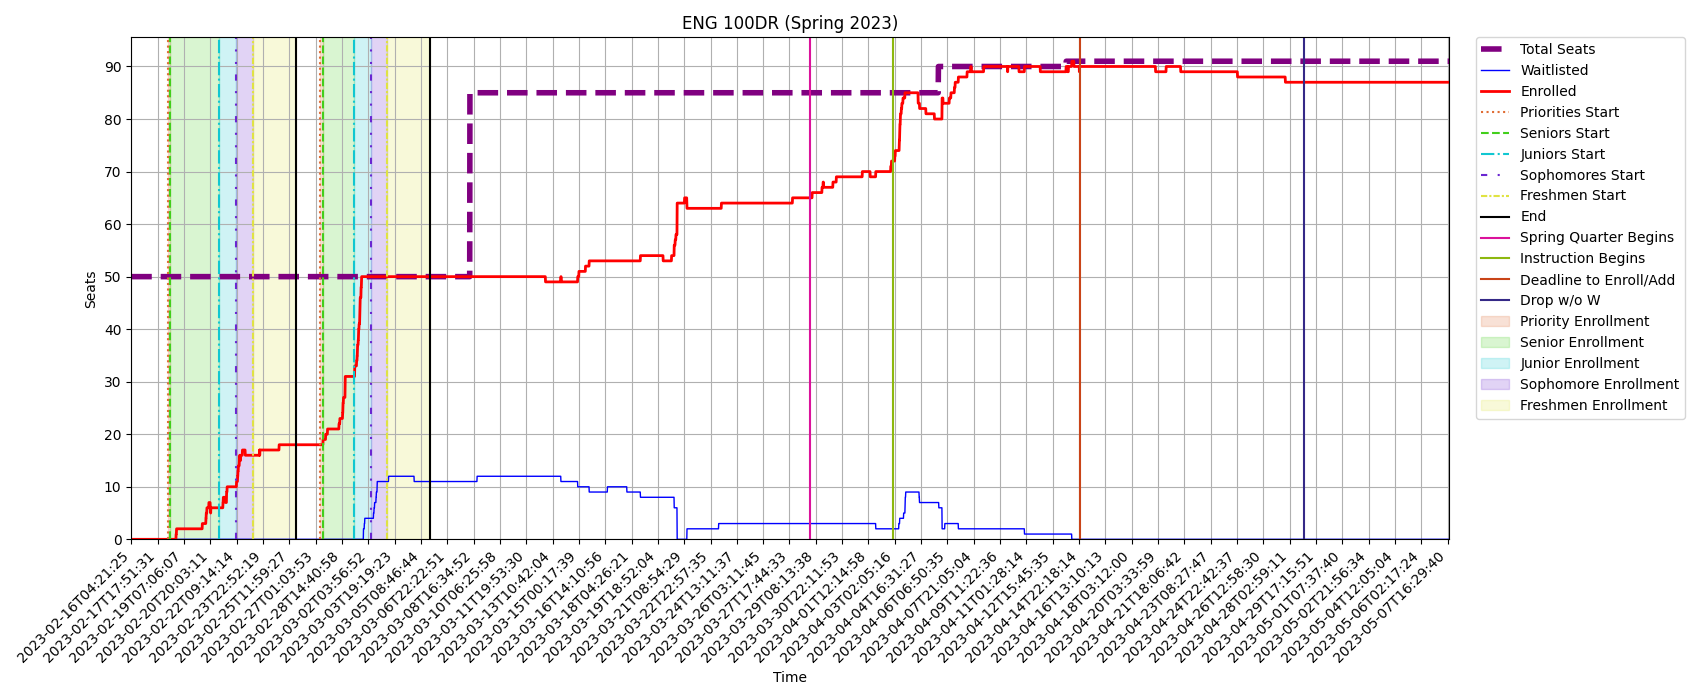 ENG 100DR (Spring 2023)
Seats
90
80
70
60
50
40
30
20
10
0
2023-02-16T04:21:25
2023-02-17T17:51:31
2023-02-19T07:06:07
2023-02-20T20:03:11
2023-02-22T09:14:14
2023-02-23T22:52:19
2023-02-25T11:59:27
2023-02-27T01:03:53
2023-02-28T14:40:58
2023-03-02T03:56:52
2023-03-03T19:19:23
2023-03-05T08:46:44
2023-03-06T22:22:51
2023-03-08T16:34:52
2023-03-10T06:25:58
2023-03-11T19:53:30
2023-03-13T10:42:04
2023-03-15T00:17:39
2023-03-16T14:10:56
2023-03-18T04:26:21
2023-03-19T18:52:04
2023-03-21T08:54:29
2023-03-22T22:57:35
2023-03-24T13:11:37
2023-03-26T03:11:45
2023-03-27T17:44:33
2023-03-29T08:13:38
2023-03-30T22:11:53
2023-04-01T12:14:58
2023-04-03T02:05:16
2023-04-04T16:31:27
2023-04-06T06:50:35
2023-04-07T21:05:04
2023-04-09T11:22:36
2023-04-11T01:28:14
2023-04-12T15:45:35
2023-04-14T22:18:14
2023-04-16T13:10:13
2023-04-18T03:12:00
2023-04-20T03:33:59
2023-04-21T18:06:42
2023-04-23T08:27:47
2023-04-24T22:42:37
2023-04-26T12:58:30
2023-04-28T02:59:11
2023-04-29T17:15:51
2023-05-01T07:37:40
2023-05-02T21:56:34
2023-05-04T12:05:04
2023-05-06T02:17:24
2023-05-07T16:29:40
Time
Total Seats
Waitlisted
Enrolled
Priorities Start
Seniors Start
Juniors Start
Sophomores Start
Freshmen Start
End
Spring Quarter Begins
Instruction Begins
Deadline to Enroll/Add
Drop w/o W
Priority Enrollment
Senior Enrollment
Junior Enrollment
Sophomore Enrollment
Freshmen Enrollment